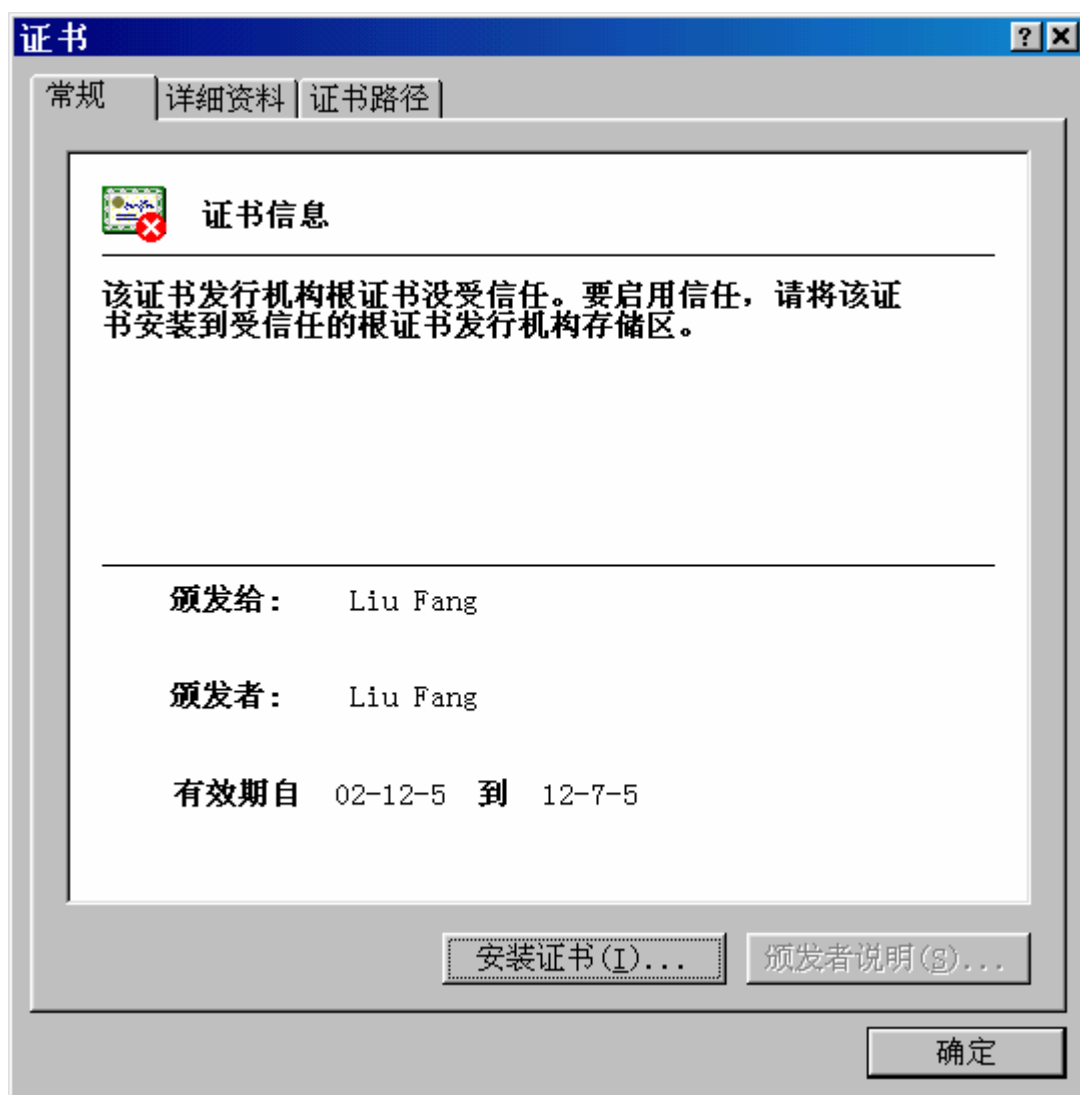 证书
常规 详细资料 证书路径
证书信息
该证书发行机构根证书没受信任。要启用信任，请将该证
书安装到受信任的根证书发行机构存储区。
颁发给： Liu Fang
颁发者： Liu Fang
有效期自 02-12-5 到 12-7-5
安装证书(I)... 颁发者说明(S)...
确定